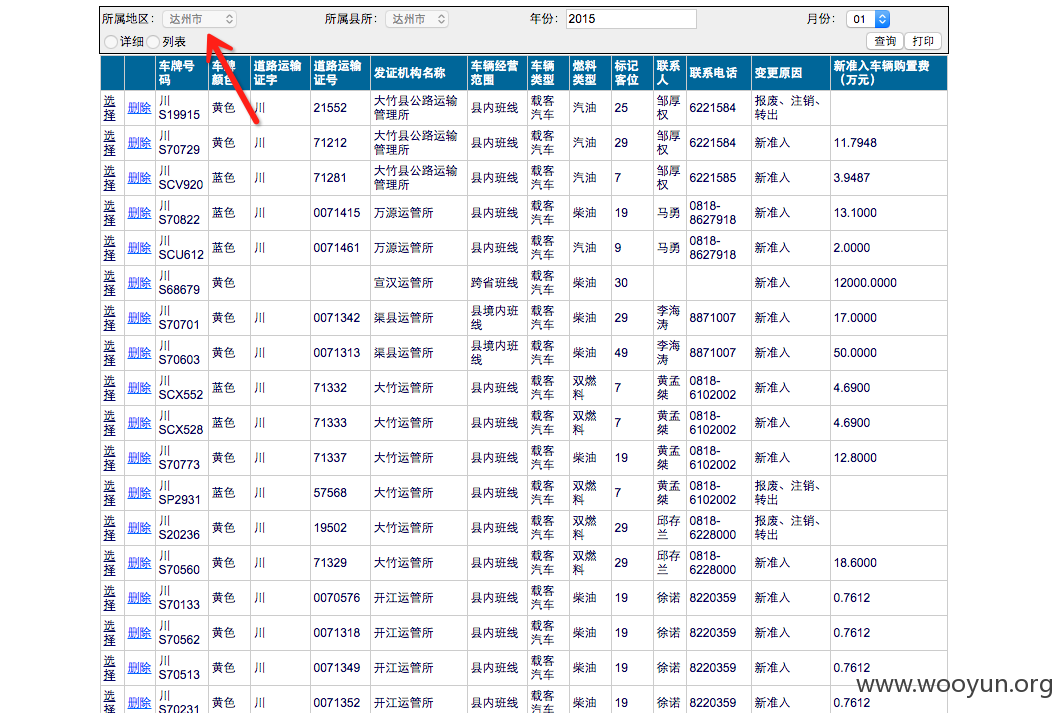 所属地区： 达州市 所属县所： 达州市 年份： 2015 月份： 01
详细 列表 查询 打印
车牌号码 车牌颜色 道路运输证字 道路运输证号 发证机构名称 车辆经营范围 车辆类型 燃料类型 标记客位 联系人 联系电话 变更原因 新准入车辆购置费（万元）
选择 删除 川S19915 黄色 川 21552 大竹县公路运输管理所 县内班线 载客汽车 汽油 25 邹厚权 6221584 报废、注销、转出
选择 删除 川S70729 黄色 川 71212 大竹县公路运输管理所 县内班线 载客汽车 汽油 29 邹厚权 6221584 新准入 11.7948
选择 删除 川SCV920 蓝色 川 71281 大竹县公路运输管理所 县内班线 载客汽车 汽油 7 邹厚权 6221585 新准入 3.9487
选择 删除 川S70822 蓝色 川 0071415 万源运管所 县内班线 载客汽车 柴油 19 马勇 0818-8627918 新准入 13.1000
选择 删除 川SCU612 蓝色 川 0071461 万源运管所 县内班线 载客汽车 汽油 9 马勇 0818-8627918 新准入 2.0000
选择 删除 川S68679 黄色 宣汉运管所 跨省班线 载客汽车 柴油 30 新准入 12000.0000
选择 删除 川S70701 黄色 川 0071342 渠县运管所 县境内班线 载客汽车 柴油 29 李海涛 8871007 新准入 17.0000
选择 删除 川S70603 黄色 川 0071313 渠县运管所 县境内班线 载客汽车 柴油 49 李海涛 8871007 新准入 50.0000
选择 删除 川SCX552 蓝色 川 71332 大竹运管所 县内班线 载客汽车 双燃料 7 黄孟桀 0818-6102002 新准入 4.6900
选择 删除 川SCX528 蓝色 川 71333 大竹运管所 县内班线 载客汽车 双燃料 7 黄孟桀 0818-6102002 新准入 4.6900
选择 删除 川S70773 黄色 川 71337 大竹运管所 县内班线 载客汽车 柴油 19 黄孟桀 0818-6102002 新准入 12.8000
选择 删除 川SP2931 蓝色 川 57568 大竹运管所 县内班线 载客汽车 双燃料 7 黄孟桀 0818-6102002 报废、注销、转出
选择 删除 川S20236 黄色 川 19502 大竹运管所 县内班线 载客汽车 双燃料 29 邱存兰 0818-6228000 报废、注销、转出
选择 删除 川S70560 黄色 川 71329 大竹运管所 县内班线 载客汽车 双燃料 29 邱存兰 0818-6228000 新准入 18.6000
选择 删除 川S70133 黄色 川 0070576 开江运管所 县内班线 载客汽车 柴油 19 徐诺 8220359 新准入 0.7612
选择 删除 川S70562 黄色 川 0071318 开江运管所 县内班线 载客汽车 柴油 19 徐诺 8220359 新准入 0.7612
选择 删除 川S70513 黄色 川 0071349 开江运管所 县内班线 载客汽车 柴油 19 徐诺 8220359 新准入 0.7612
选择 删除 川S70231 黄色 川 0071352 开江运管所 县内班线 载客汽车 柴油 19 徐诺 8220359 新准入 0.7612
www.wooyun.org